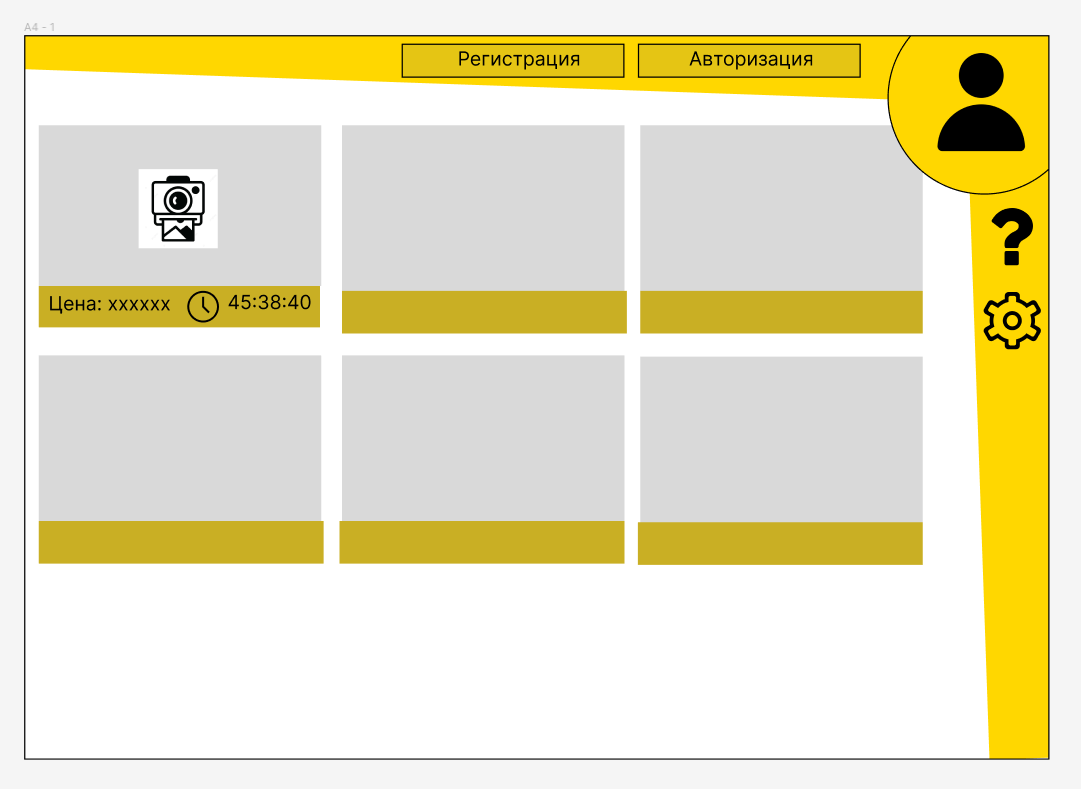 A4 - 1
Регистрация
Авторизация
Цена: xxxxxx
45:38:40
?